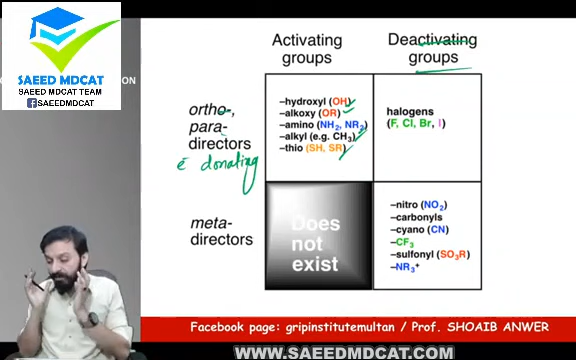 Activating
groups
Deactivating
groups
SAEED MDCAT
SAEED MDCAT TEAM
SAEEDMDCAT
ON
ortho-,
para-
directors
ē donating
–hydroxyl (OH)
–alkoxy (OR)
–amino (NH2, NR2)
–alkyl (e.g. CH3)
–thio (SH, SR)
halogens
(F, Cl, Br, I)
meta-
directors
Does
not
exist
–nitro (NO2)
–carbonyls
–cyano (CN)
–CF3
–sulfonyl (SO3R)
–NR3+
Facebook page: gripinstitutemultan / Prof. SHOAIB ANWER
WWW.SAEEDMDCAT.COM